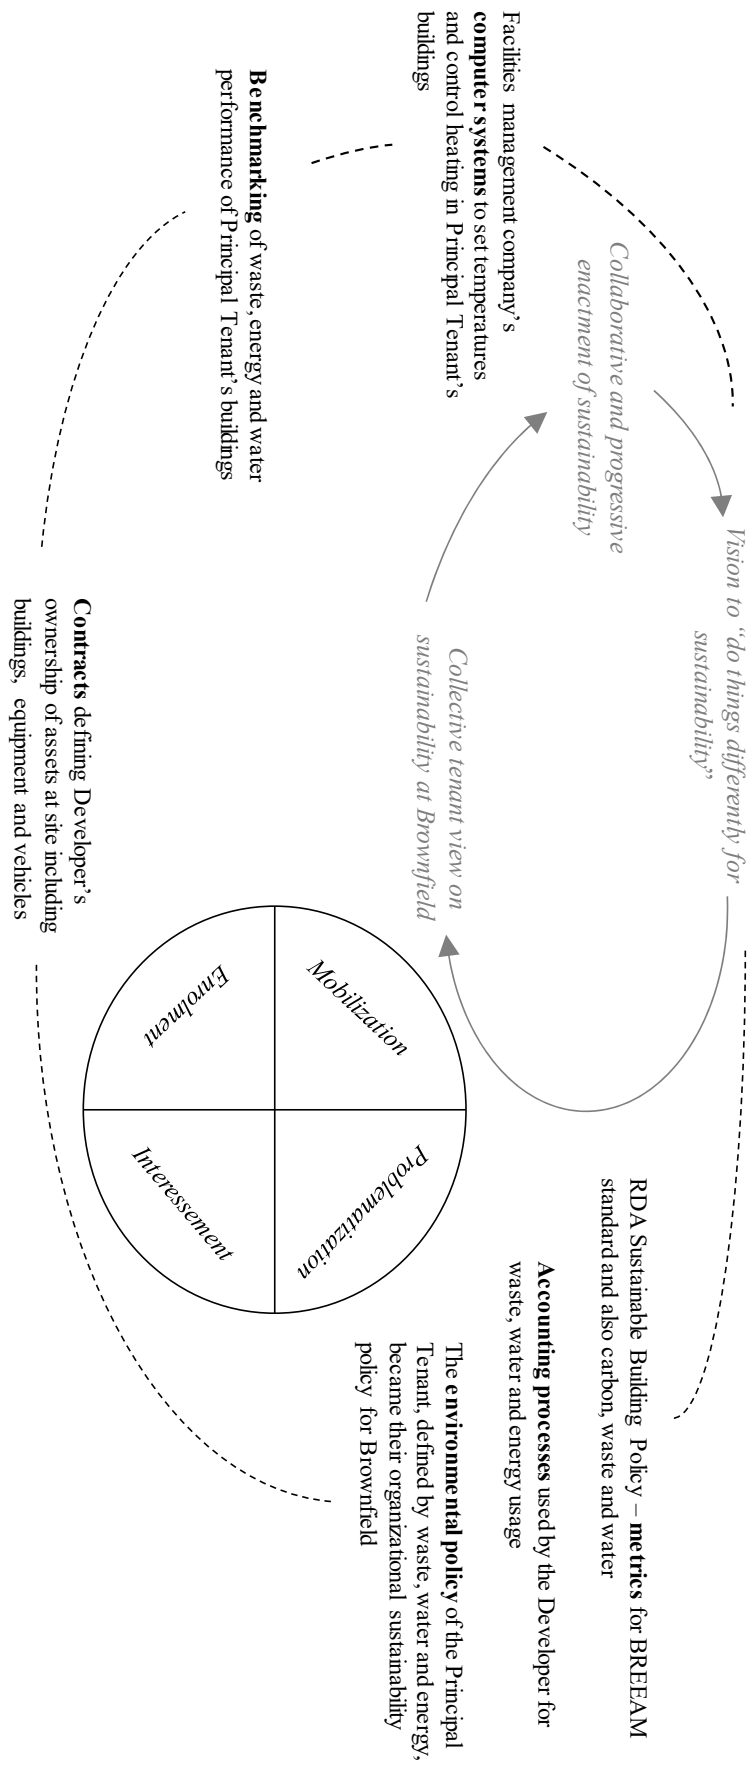 Vision to “do things differently for
sustainability”
RDA Sustainable Building Policy – metrics for BREEAM
standard and also carbon, waste and water
Accounting processes used by the Developer for
waste, water and energy usage
The environmental policy of the Principal
Tenant, defined by waste, water and energy,
became their organizational sustainability
policy for Brownfield
Collaborative and progressive
enactment of sustainability
Collective tenant view on
sustainability at Brownfield
Facilities management company’s
computer systems to set temperatures
and control heating in Principal Tenant’s
buildings
Mobilization
Problematization
Enrolment
Interessement
Benchmarking of waste, energy and water
performance of Principal Tenant’s buildings
Contracts defining Developer’s
ownership of assets at site including
buildings, equipment and vehicles